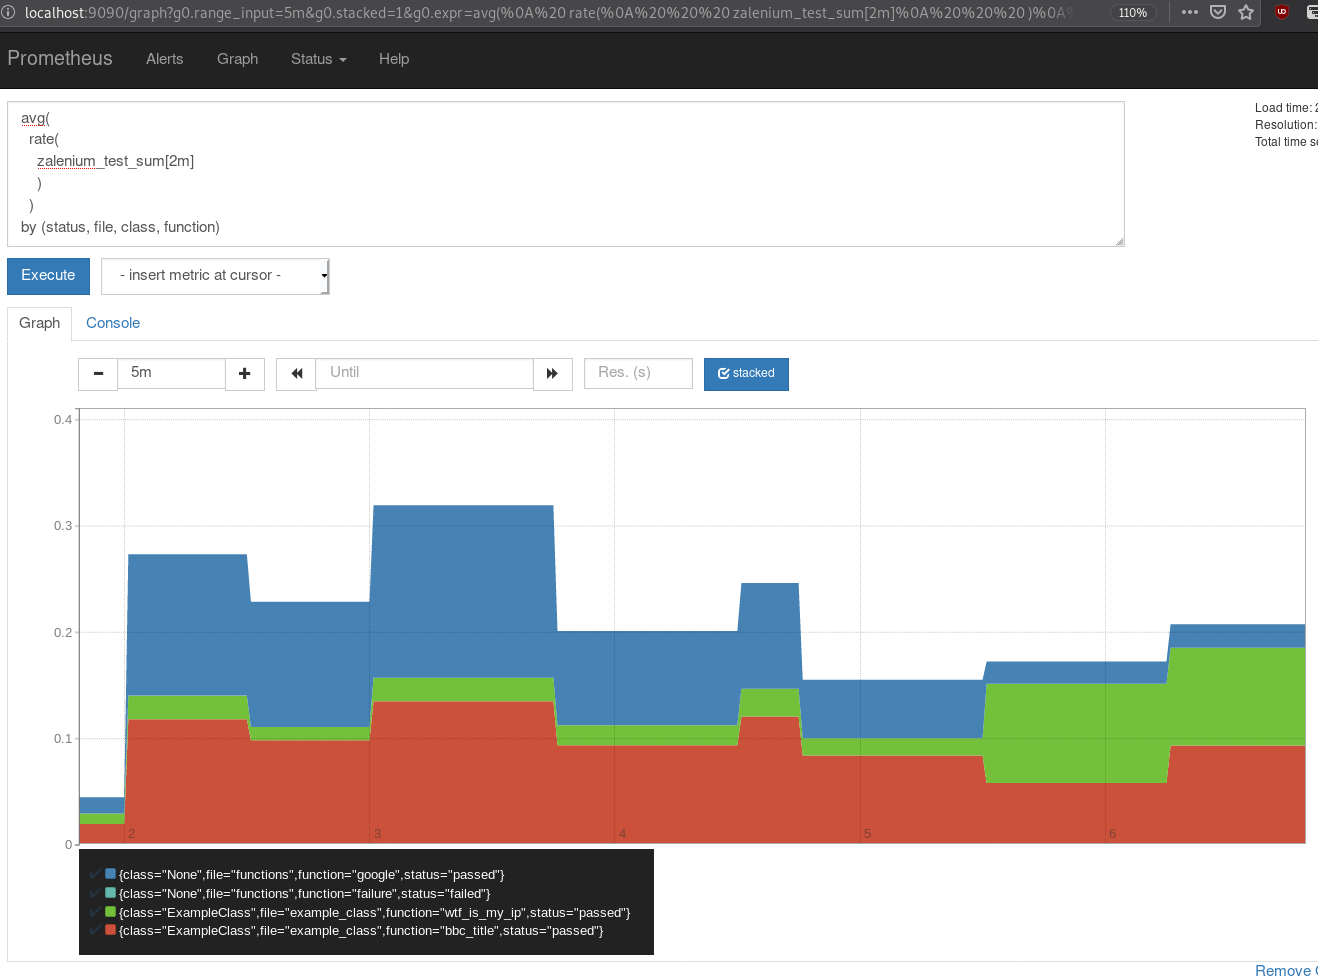 localhost:9090/graph?g0.range_input=5m&g0.stacked=1&g0.expr=avg(%0A%20 rate(%0A%20%20%20 zalenium_test_sum[2m]%0A%20%20%20 )%0A%
110%
Prometheus Alerts Graph Status Help
avg(
rate(
zalenium_test_sum[2m]
)
)
by (status, file, class, function)
Load time: 2
Resolution:
Total time se
Execute - insert metric at cursor -
Graph Console
5m Until Res. (s) stacked
0.4
0.3
0.2
0.1
0
2 3 4 5 6
{class="None",file="functions",function="google",status="passed"}
{class="None",file="functions",function="failure",status="failed"}
{class="ExampleClass",file="example_class",function="wtf_is_my_ip",status="passed"}
{class="ExampleClass",file="example_class",function="bbc_title",status="passed"}
Remove